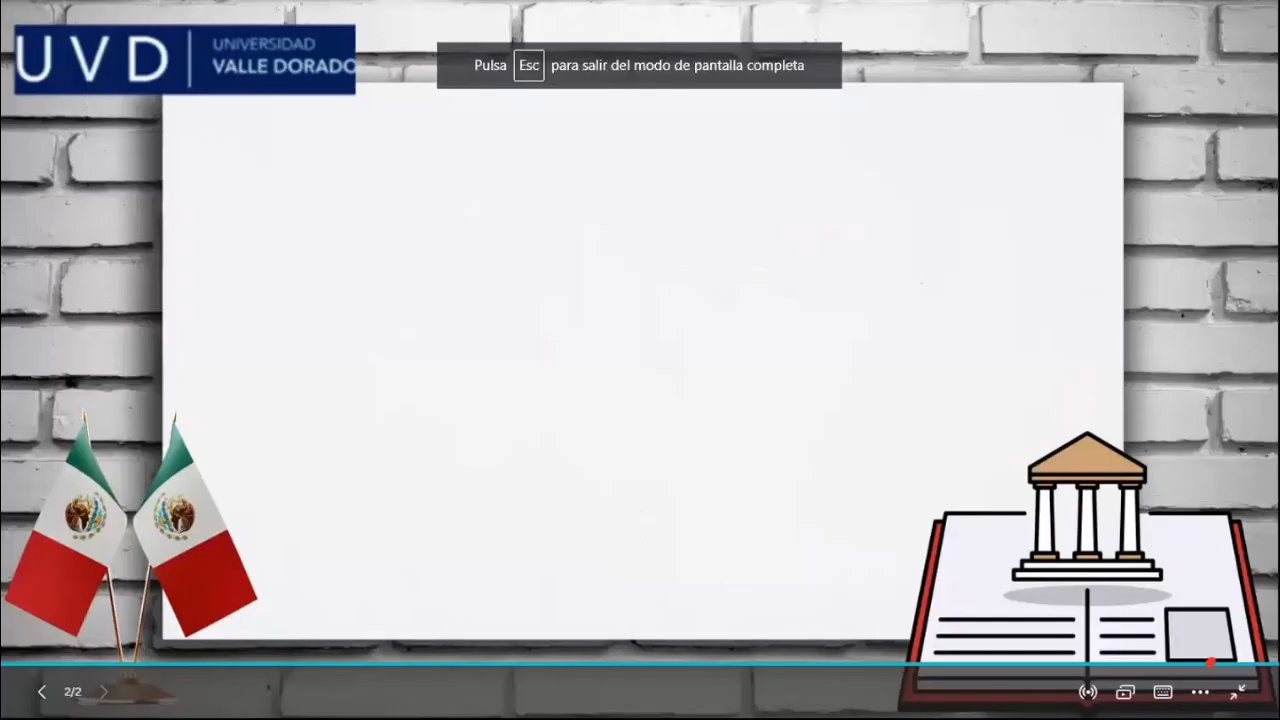 UVD
UNIVERSIDAD
VALLE DORADO
Pulsa Esc para salir del modo de pantalla completa
2/2